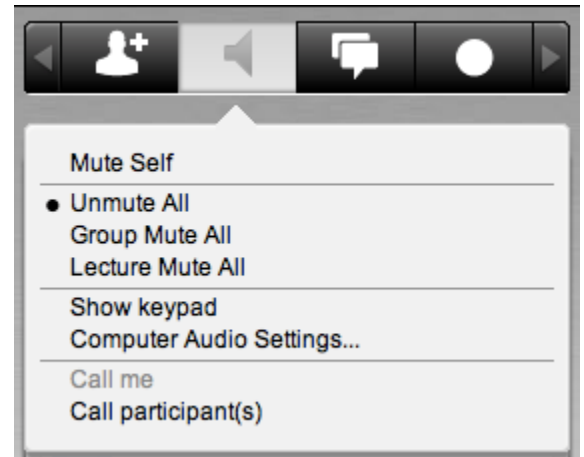 Mute Self
Unmute All
Group Mute All
Lecture Mute All
Show keypad
Computer Audio Settings...
Call me
Call participant(s)